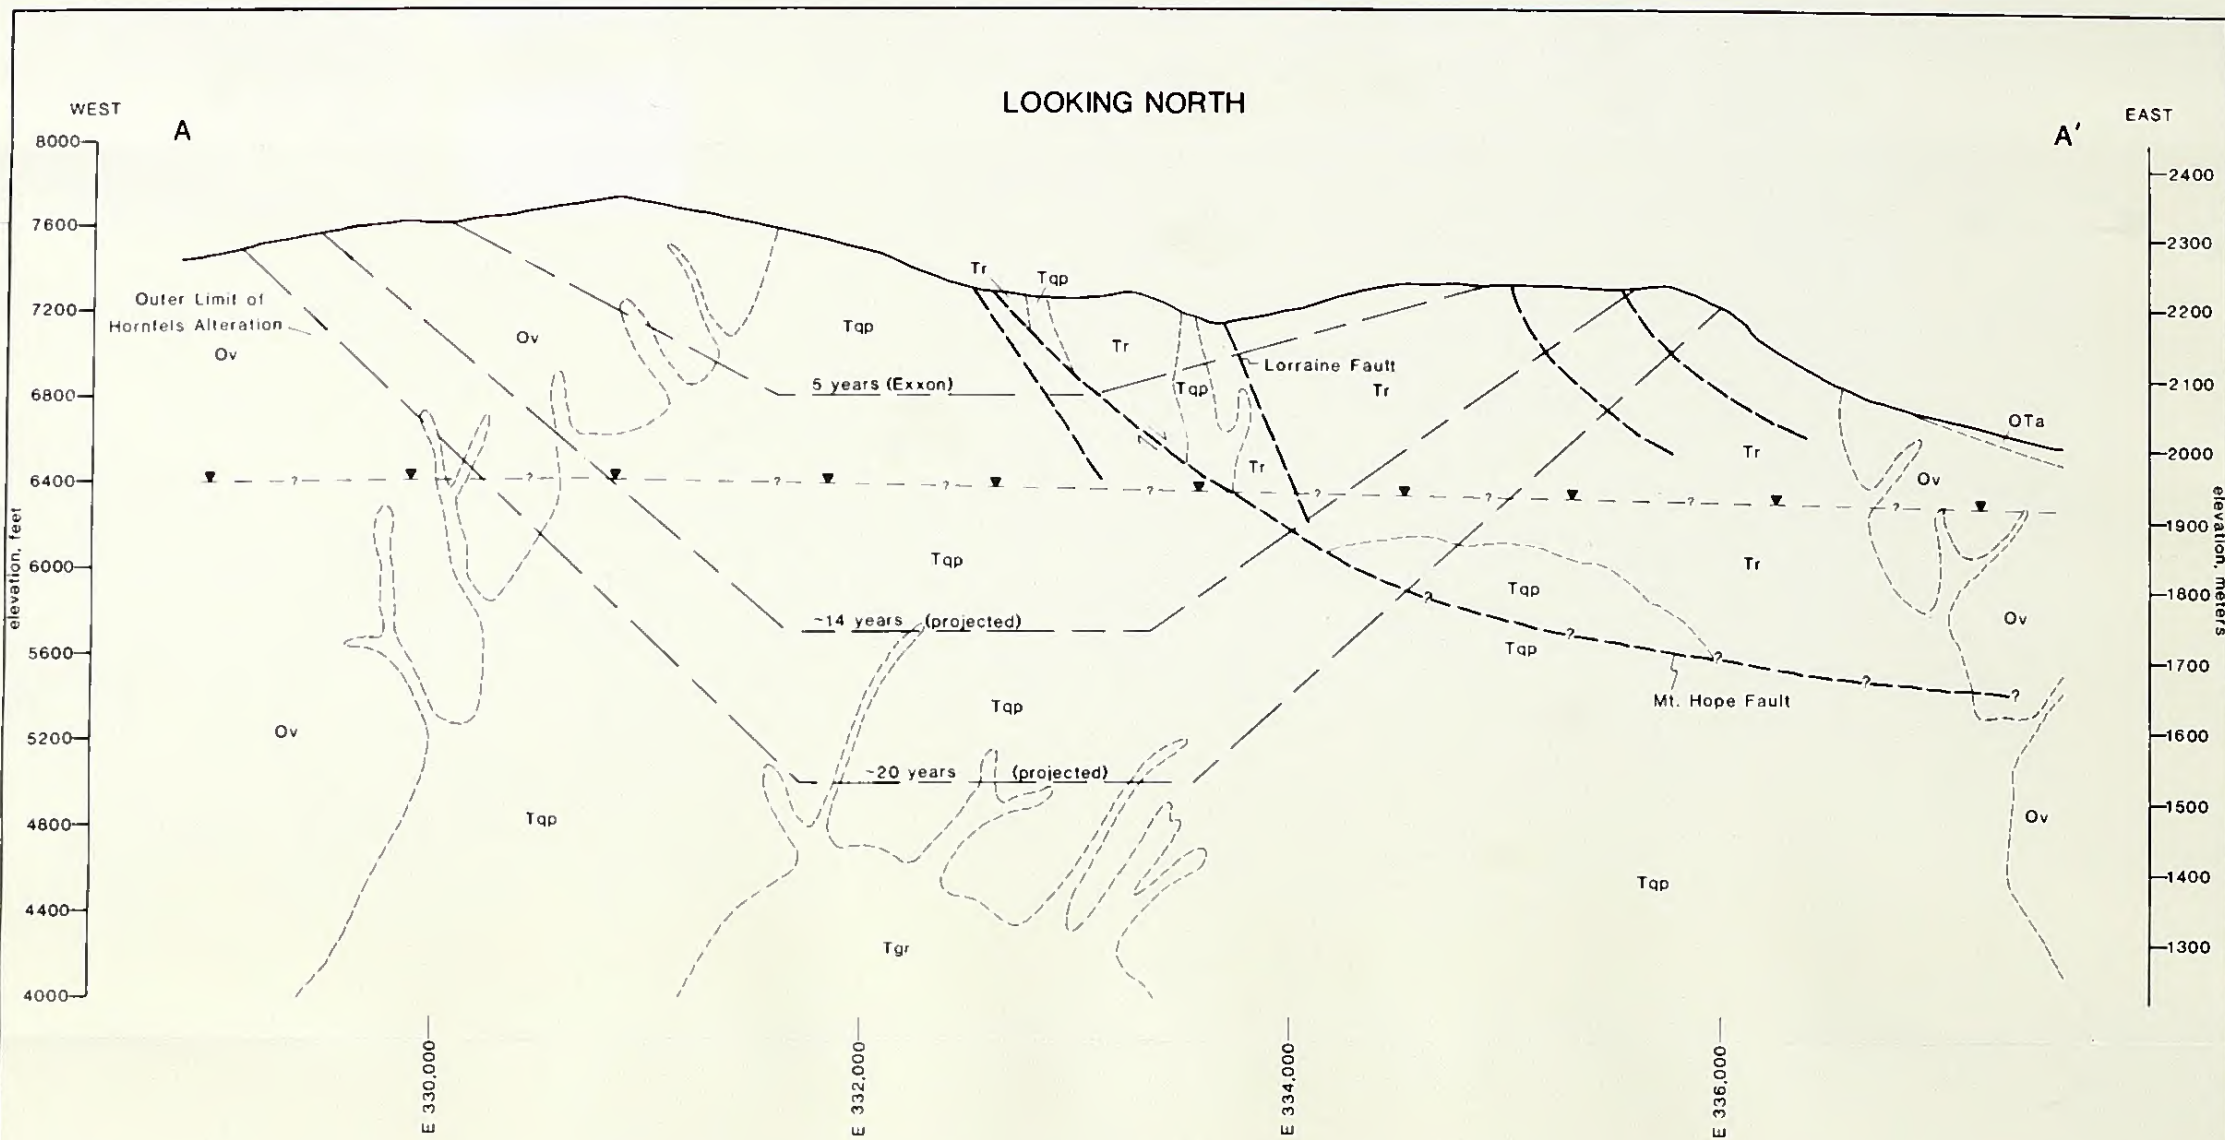 LOOKING NORTH
WEST
EAST
A
A'
8000
7600
7200
6800
6400
6000
5600
5200
4800
4400
4000
elevation, feet
2400
2300
2200
2100
2000
1900
1800
1700
1600
1500
1400
1300
elevation, meters
Outer Limit of
Hornfels Alteration
Ov
Ov
Tqp
Tr
Tqp
Tr
Tqp
Lorraine Fault
Tr
5 years (Exxon)
Tr
Tr
OTa
Ov
? ? ? ? ? ? ? ? ?
Tqp
Tqp
Tr
Ov
~14 years (projected)
? ? ? ? ?
Tqp
Mt. Hope Fault
Tqp
Ov
~20 years (projected)
Tqp
Ov
Tqp
Tgr
E 330,000
E 332,000
E 334,000
E 336,000